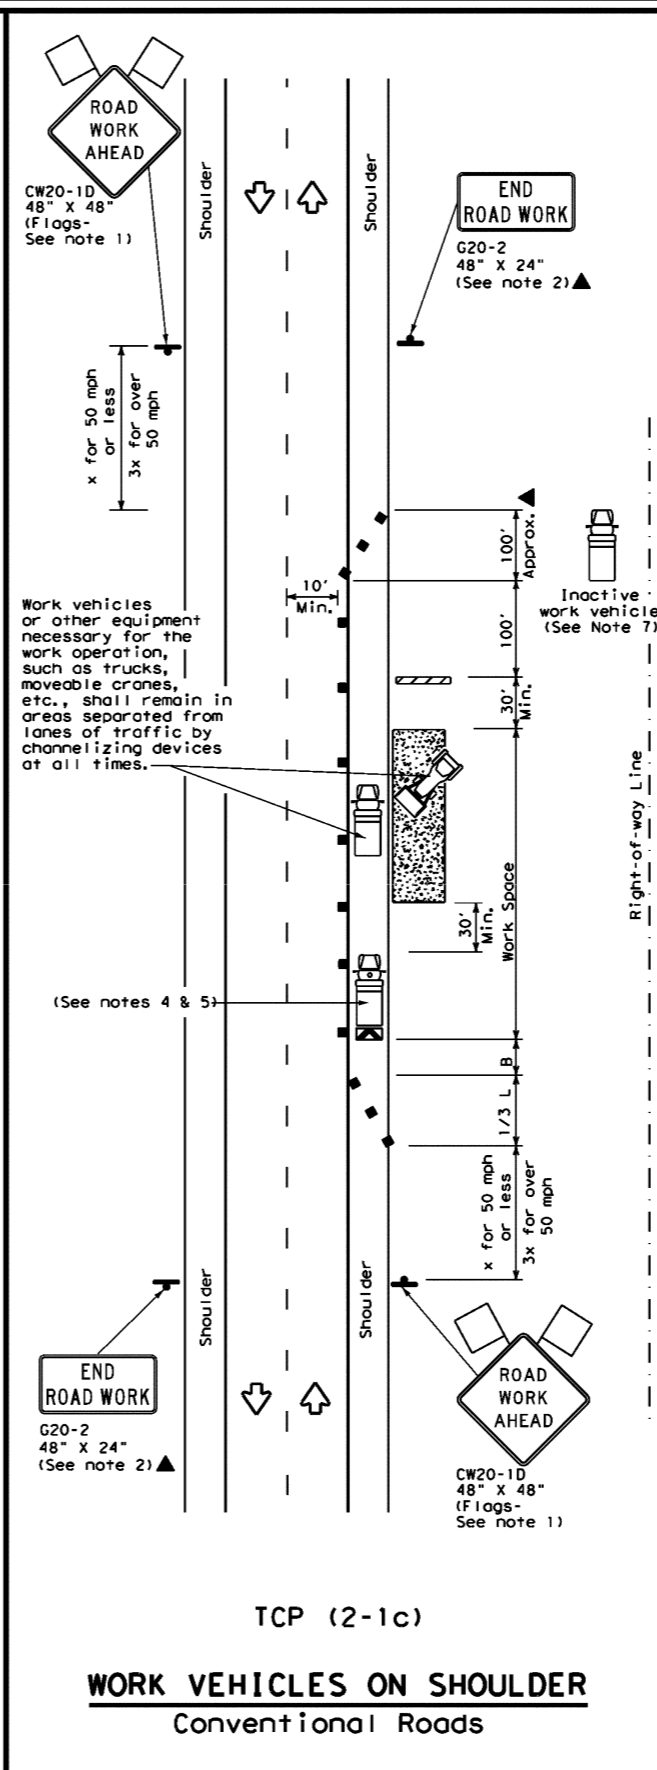 ROAD
WORK
AHEAD
CW20-1D
48" X 48"
(Flags-
See note 1)
Shoulder
Shoulder
END
ROAD WORK
G20-2
48" X 24"
(See note 2)▲
x for 50 mph
or less
3x for over
50 mph
100'
Approx.
Inactive
work vehicle
(See Note 7)
10'
Min.
100'
30'
Min.
Work vehicles
or other equipment
necessary for the
work operation,
such as trucks,
moveable cranes,
etc., shall remain in
areas separated from
lanes of traffic by
channelizing devices
at all times.
Right-of-way Line
Work Space
30'
Min.
(See notes 4 & 5)
B
1/3 L
x for 50 mph
or less
3x for over
50 mph
Shoulder
Shoulder
END
ROAD WORK
G20-2
48" X 24"
(See note 2)▲
ROAD
WORK
AHEAD
CW20-1D
48" X 48"
(Flags-
See note 1)
TCP (2-1c)
WORK VEHICLES ON SHOULDER
Conventional Roads